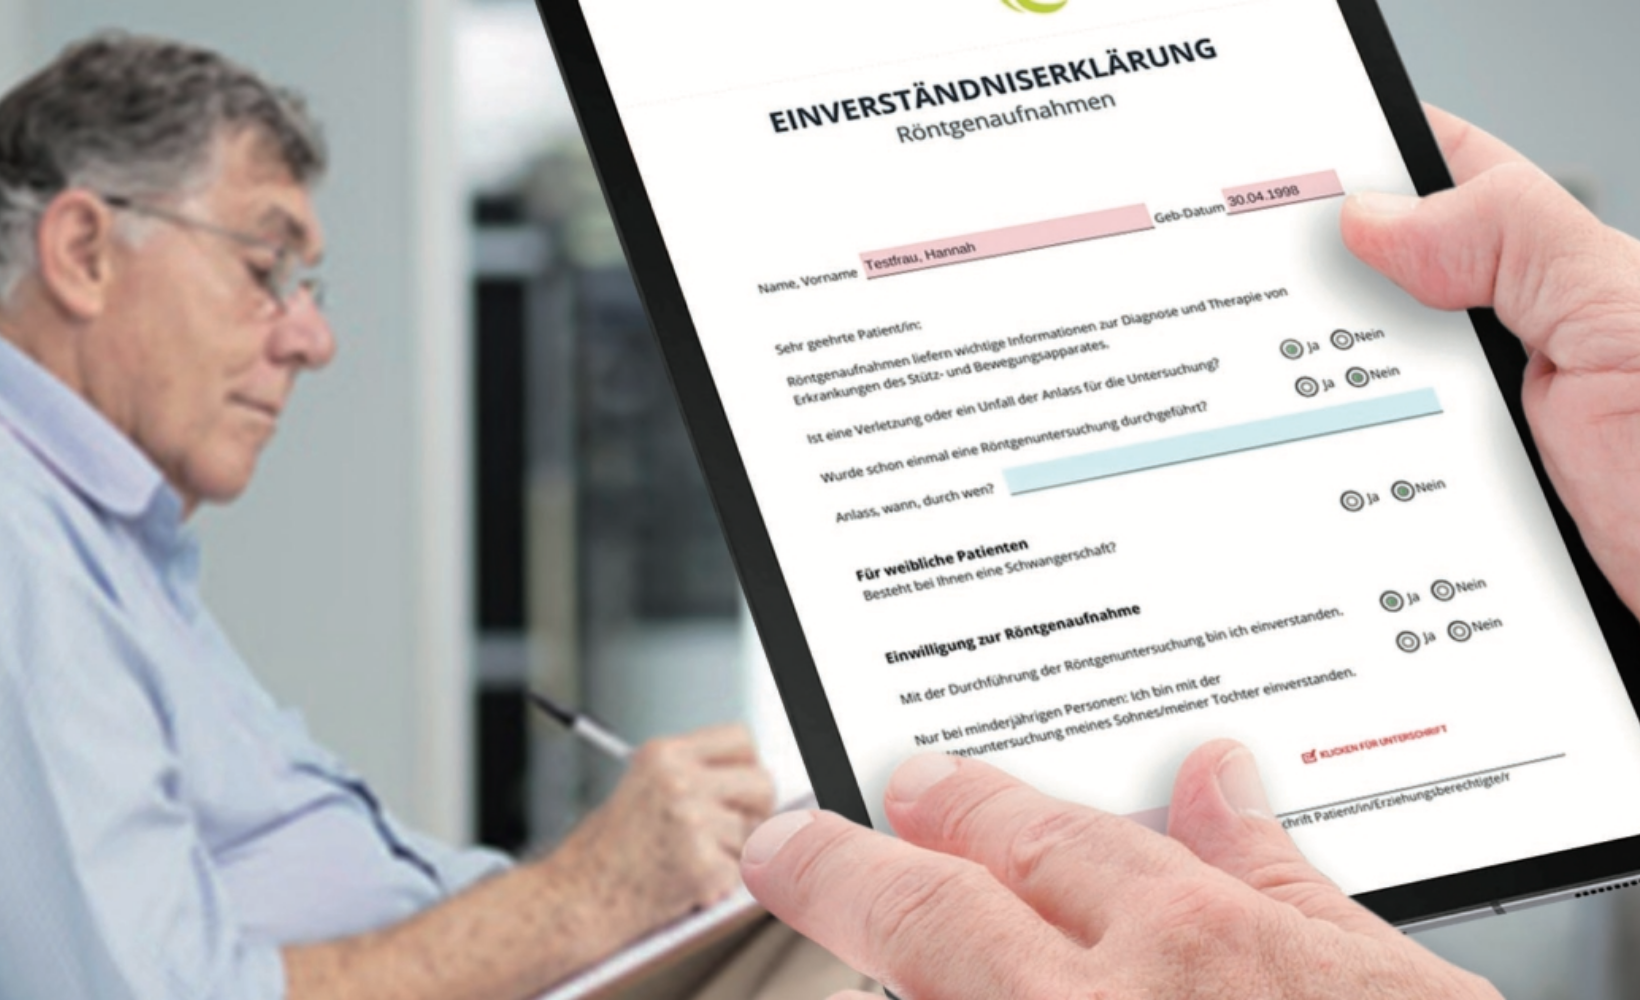 EINVERSTÄNDNISERKLÄRUNG
Röntgenaufnahmen
Name, Vorname Testfrau, Hannah Geb-Datum 30.04.1998
Sehr geehrte Patient/in:
Röntgenaufnahmen liefern wichtige Informationen zur Diagnose und Therapie von
Erkrankungen des Stütz- und Bewegungsapparates.
Ist eine Verletzung oder ein Unfall der Anlass für die Untersuchung? Ja Nein
Wurde schon einmal eine Röntgenuntersuchung durchgeführt? Ja Nein
Anlass, wann, durch wen?
Für weibliche Patienten
Besteht bei Ihnen eine Schwangerschaft? Ja Nein
Einwilligung zur Röntgenaufnahme
Mit der Durchführung der Röntgenuntersuchung bin ich einverstanden. Ja Nein
Nur bei minderjährigen Personen: Ich bin mit der
genuntersuchung meines Sohnes/meiner Tochter einverstanden. Ja Nein
KLICKEN FÜR UNTERSCHRIFT
chrift Patient/in/Erziehungsberechtigte/r